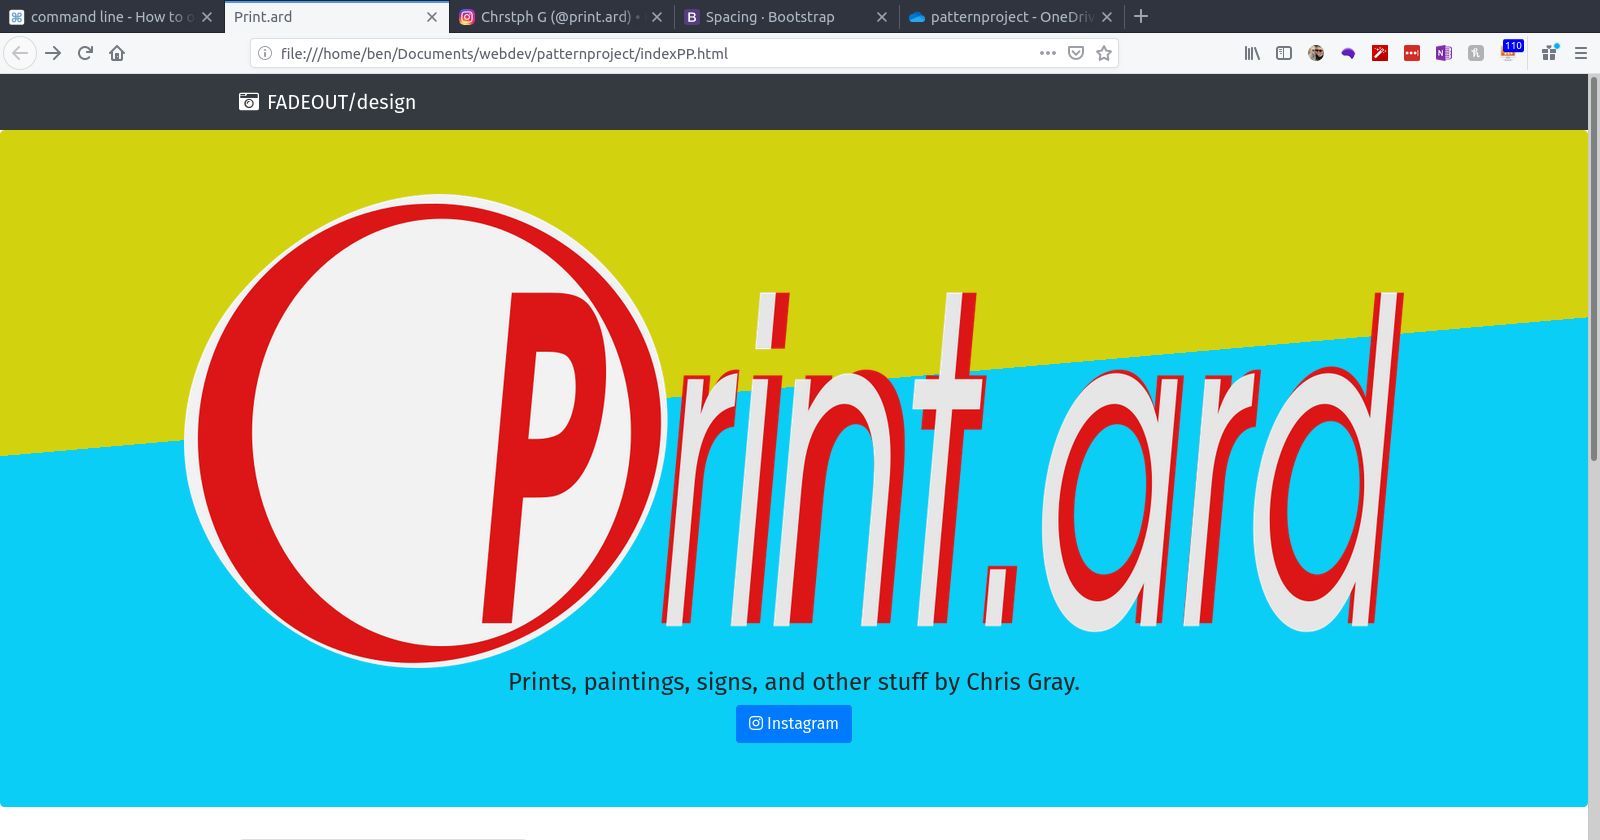 command line - How to o
Print.ard
Chrstph G (@print.ard) •
B Spacing · Bootstrap
patternproject - OneDriv
file:///home/ben/Documents/webdev/patternproject/indexPP.html
110
FADEOUT/design
Print.ard
Prints, paintings, signs, and other stuff by Chris Gray.
Instagram